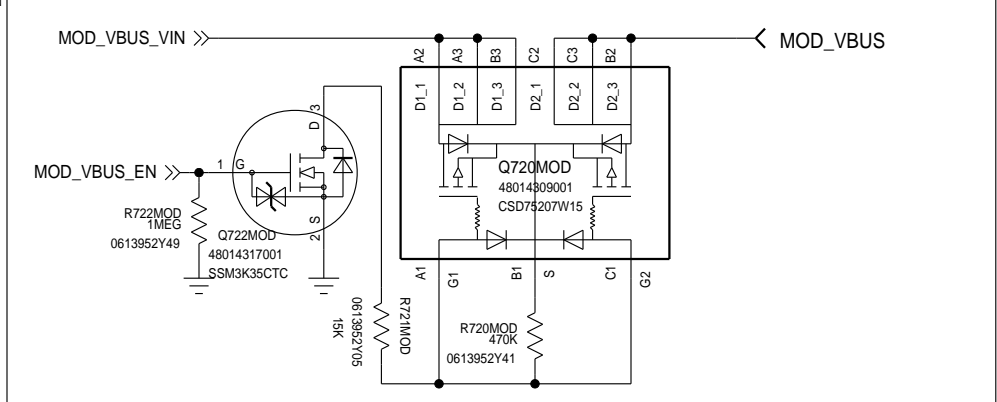 MOD_VBUS_VIN
MOD_VBUS
A2
A3
B3
C2
C3
B2
D1_1
D1_2
D1_3
D2_1
D2_2
D2_3
3
D
MOD_VBUS_EN
1
G
Q720MOD
48014309001
CSD75207W15
R722MOD
1MEG
0613952Y49
S
2
Q722MOD
48014317001
SSM3K35CTC
A1
G1
B1
S
C1
G2
R721MOD
0613952Y05
15K
R720MOD
470K
0613952Y41